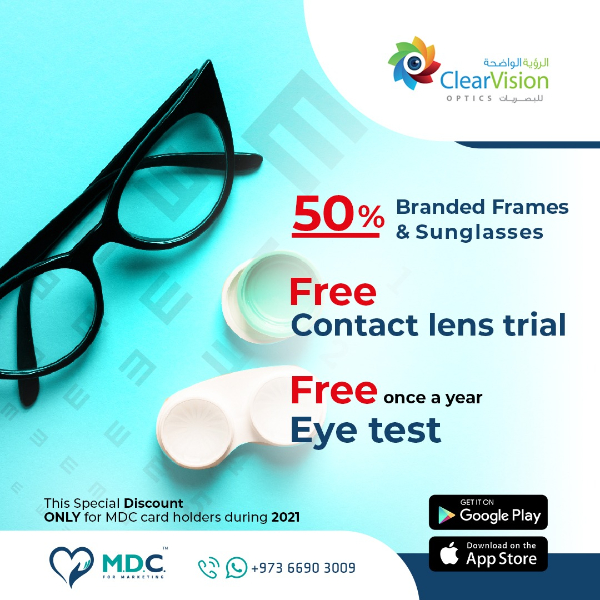 الرؤية الواضحة
ClearVision
OPTICS للبصريات
50% Branded Frames
& Sunglasses
Free
Contact lens trial
Free once a year
Eye test
This Special Discount
ONLY for MDC card holders during 2021
GET IT ON
Google Play
Download on the
App Store
M.D.C. TM
FOR MARKETING
+973 6690 3009